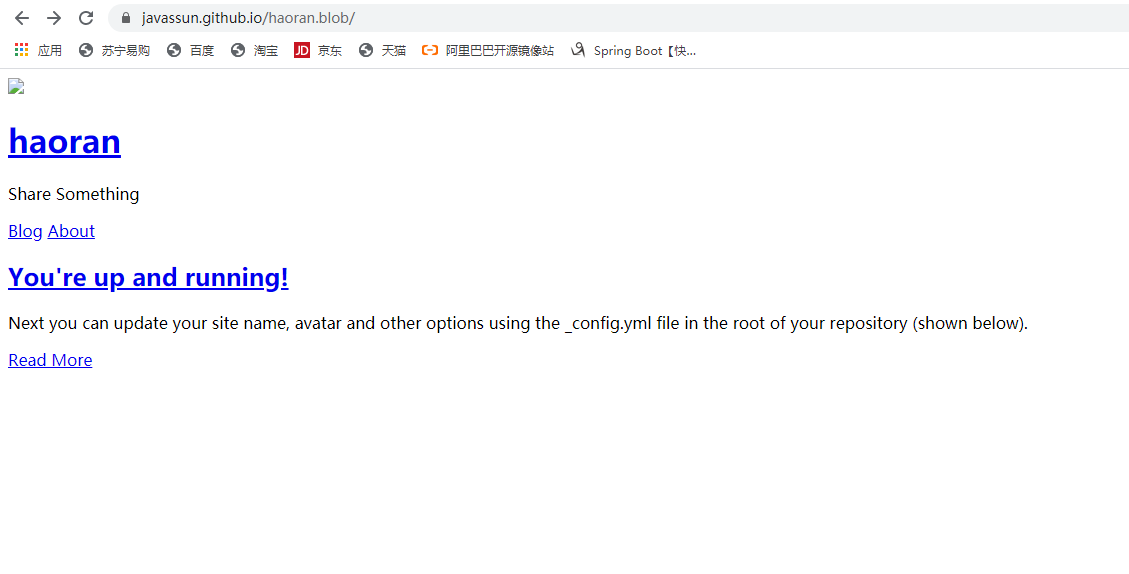 javassun.github.io/haoran.blob/
应用 苏宁易购 百度 淘宝 JD 京东 天猫 阿里巴巴开源镜像站 Spring Boot【快...
haoran
Share Something
Blog About
You're up and running!
Next you can update your site name, avatar and other options using the _config.yml file in the root of your repository (shown below).
Read More